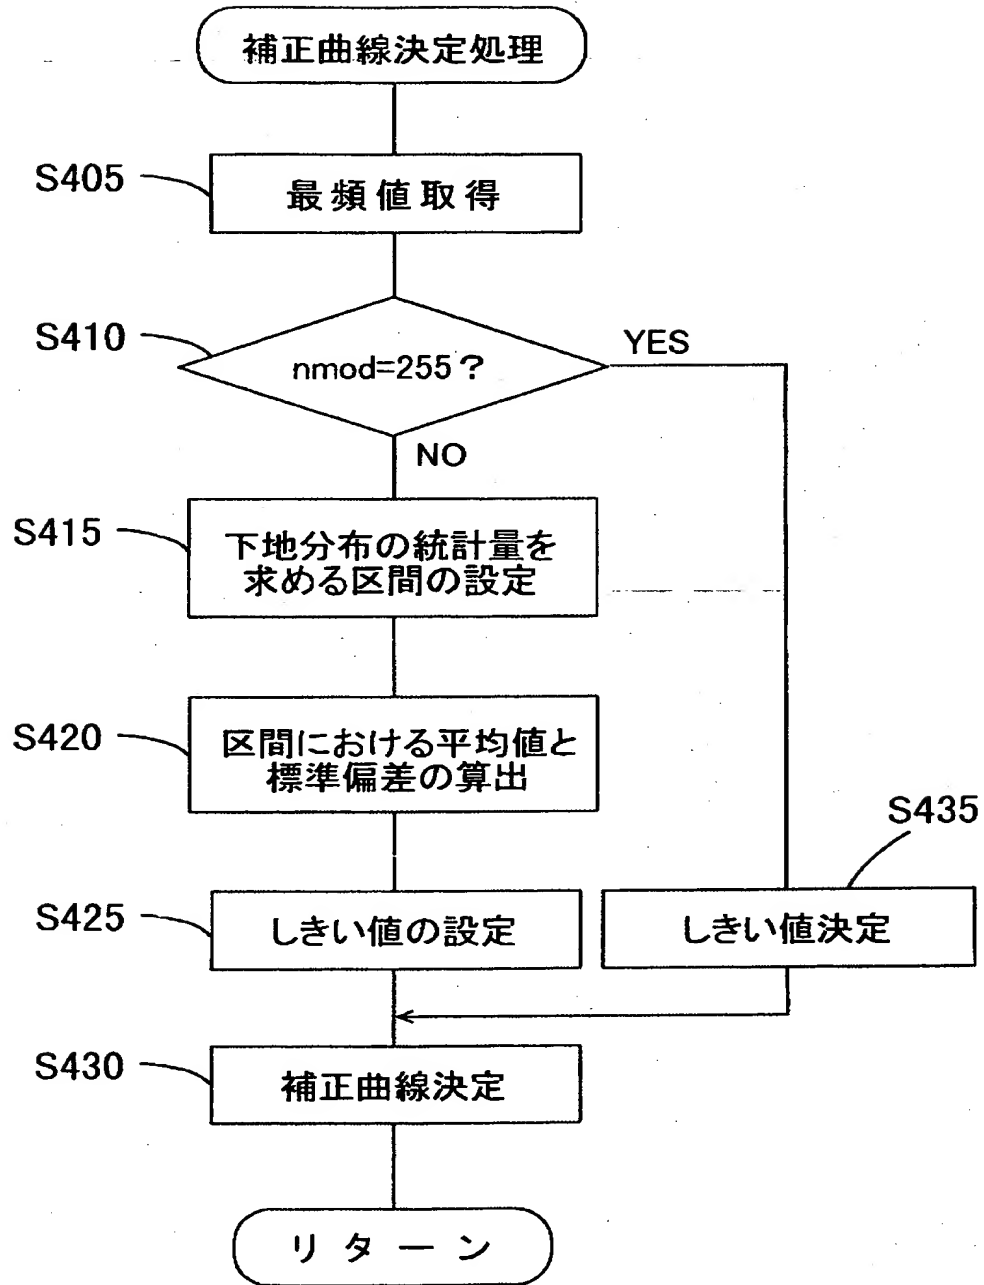 補正曲線決定処理
S405
最頻値取得
S410
nmod=255？
YES
NO
S415
下地分布の統計量を
求める区間の設定
S420
区間における平均値と
標準偏差の算出
S435
S425
しきい値の設定
しきい値決定
S430
補正曲線決定
リターン